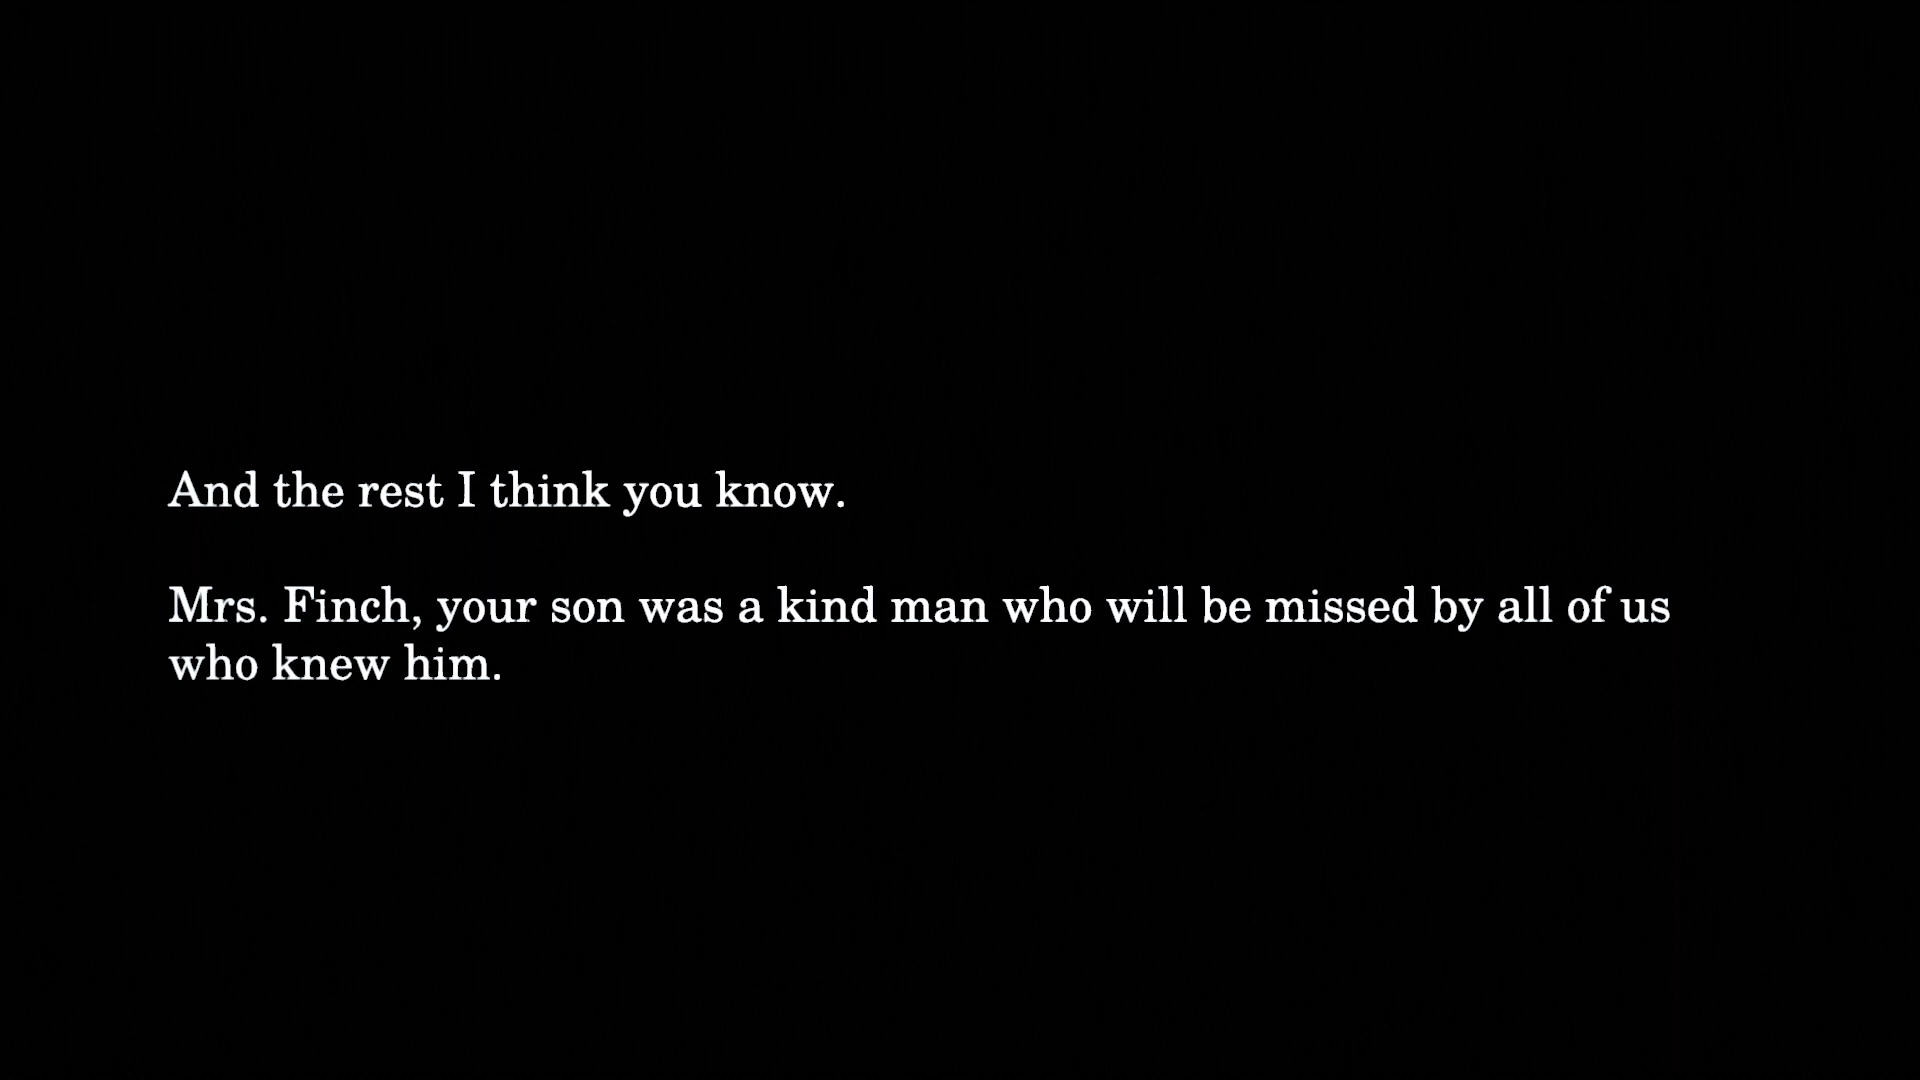 And the rest I think you know.
Mrs. Finch, your son was a kind man who will be missed by all of us
who knew him.